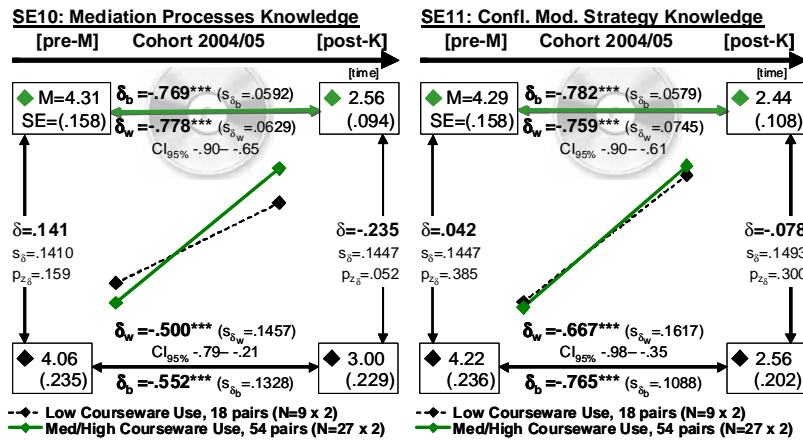 SE10: Mediation Processes Knowledge
[pre-M] Cohort 2004/05 [post-K]
[time]
M=4.31
SE=(.158)
δb=-.769*** (sδb=.0592)
δw=-.778*** (sδw=.0629)
CI95% -.90– -.65
2.56
(.094)
δ=.141
sδ=.1410
pzδ=.159
δ=-.235
sδ=.1447
pzδ=.052
4.06
(.235)
δw=-.500*** (sδw=.1457)
CI95% -.79– -.21
δb=-.552*** (sδb=.1328)
3.00
(.229)
Low Courseware Use, 18 pairs (N=9 x 2)
Med/High Courseware Use, 54 pairs (N=27 x 2)
SE11: Confl. Mod. Strategy Knowledge
[pre-M] Cohort 2004/05 [post-K]
[time]
M=4.29
SE=(.158)
δb=-.782*** (sδb=.0579)
δw=-.759*** (sδw=.0745)
CI95% -.90– -.61
2.44
(.108)
δ=.042
sδ=.1447
pzδ=.385
δ=-.078
sδ=.1493
pzδ=.300
4.22
(.236)
δw=-.667*** (sδw=.1617)
CI95% -.98– -.35
δb=-.765*** (sδb=.1088)
2.56
(.202)
Low Courseware Use, 18 pairs (N=9 x 2)
Med/High Courseware Use, 54 pairs (N=27 x 2)